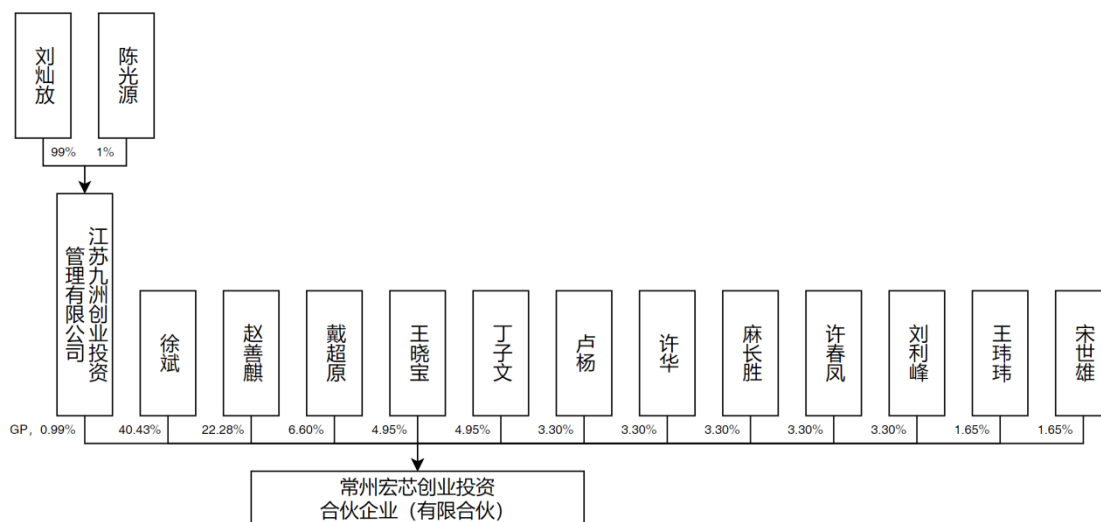 刘灿放
陈光源
99%
1%
江苏九洲创业投资
管理有限公司
徐斌
赵善麒
戴超原
王晓宝
丁子文
卢杨
许华
麻长胜
许春凤
刘利峰
王玮玮
宋世雄
GP，0.99%
40.43%
22.28%
6.60%
4.95%
4.95%
3.30%
3.30%
3.30%
3.30%
3.30%
1.65%
1.65%
常州宏芯创业投资
合伙企业（有限合伙）